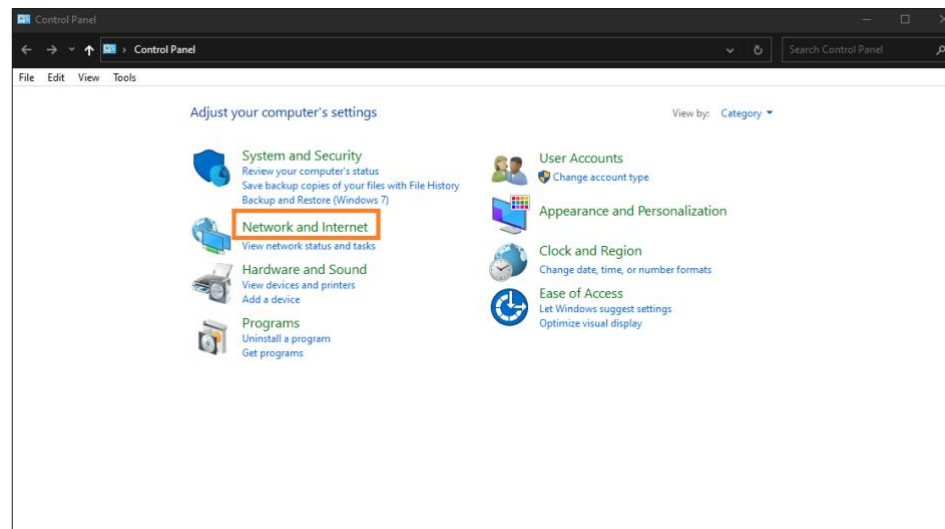 Control Panel
Control Panel
Search Control Panel
File Edit View Tools
Adjust your computer's settings
View by: Category
System and Security
Review your computer's status
Save backup copies of your files with File History
Backup and Restore (Windows 7)
Network and Internet
View network status and tasks
Hardware and Sound
View devices and printers
Add a device
Programs
Uninstall a program
Get programs
User Accounts
Change account type
Appearance and Personalization
Clock and Region
Change date, time, or number formats
Ease of Access
Let Windows suggest settings
Optimize visual display